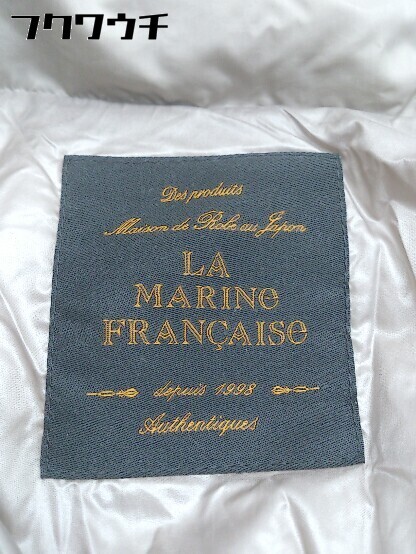 フクワウチ
Des produits
Maison de Robe au Japon
LA
MARINe
FRANÇAISe
depuis 1998
Authentiques